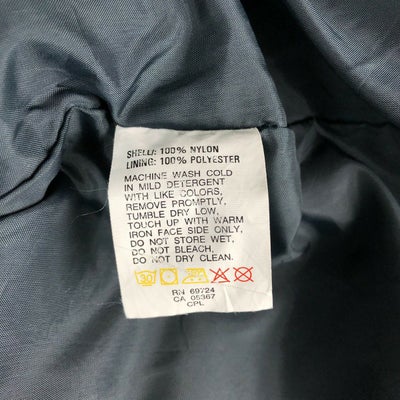 SHELL: 100% NYLON
LINING: 100% POLYESTER
MACHINE WASH COLD
IN MILD DETERGENT
WITH LIKE COLORS,
REMOVE PROMPTLY,
TUMBLE DRY LOW,
TOUCH UP WITH WARM
IRON FACE SIDE ONLY,
DO NOT STORE WET,
DO NOT BLEACH,
DO NOT DRY CLEAN.
30
RN 69724
CA 05367
CPL